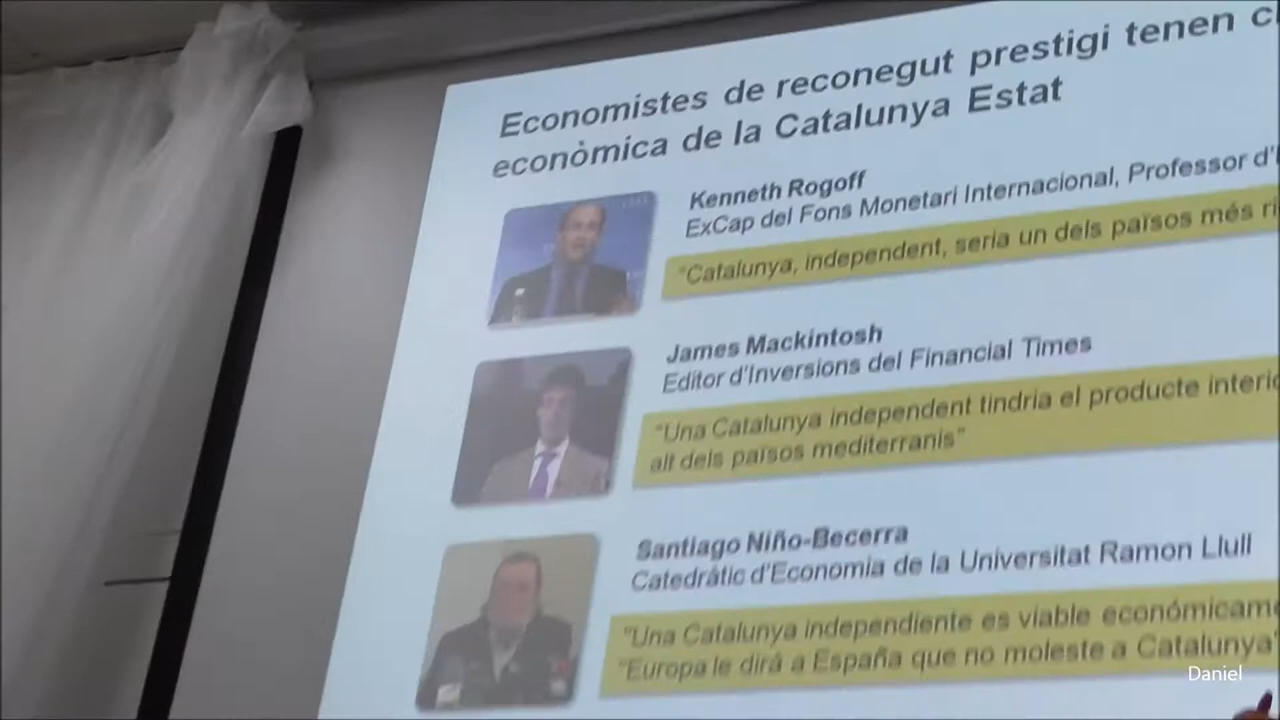 Economistes de reconegut prestigi tenen c
econòmica de la Catalunya Estat
Kenneth Rogoff
ExCap del Fons Monetari Internacional, Professor d'
"Catalunya, independent, seria un dels països més ri
James Mackintosh
Editor d'Inversions del Financial Times
"Una Catalunya independent tindria el producte interio
alt dels països mediterranis"
Santiago Niño-Becerra
Catedràtic d'Economia de la Universitat Ramon Llull
"Una Catalunya independiente es viable económicame
"Europa le dirá a España que no moleste a Catalunya"
Daniel